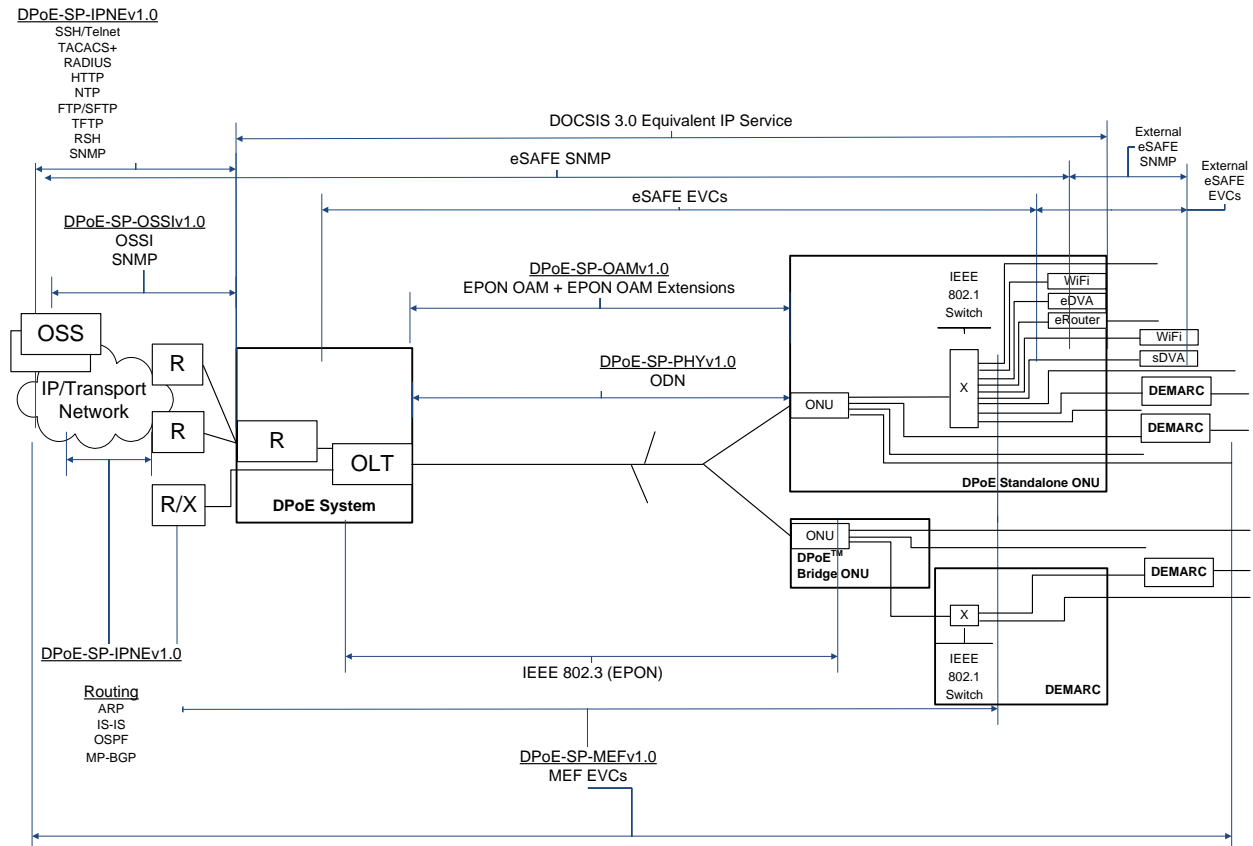 DPoE-SP-IPNEv1.0
SSH/Telnet
TACACS+
RADIUS
HTTP
NTP
FTP/SFTP
TFTP
RSH
SNMP
DOCSIS 3.0 Equivalent IP Service
External
eSAFE
SNMP
eSAFE SNMP
External
eSAFE
EVCs
eSAFE EVCs
DPoE-SP-OSSIv1.0
OSSI
SNMP
DPoE-SP-OAMv1.0
EPON OAM + EPON OAM Extensions
IEEE
802.1
Switch
WiFi
eDVA
eRouter
WiFi
sDVA
OSS
IP/Transport
Network
R
R
R/X
R
OLT
DPoE System
DPoE-SP-PHYv1.0
ODN
X
ONU
DEMARC
DEMARC
DPoE Standalone ONU
ONU
DPoE™
Bridge ONU
DEMARC
X
IEEE
802.1
Switch
DEMARC
DPoE-SP-IPNEv1.0
IEEE 802.3 (EPON)
Routing
ARP
IS-IS
OSPF
MP-BGP
DPoE-SP-MEFv1.0
MEF EVCs